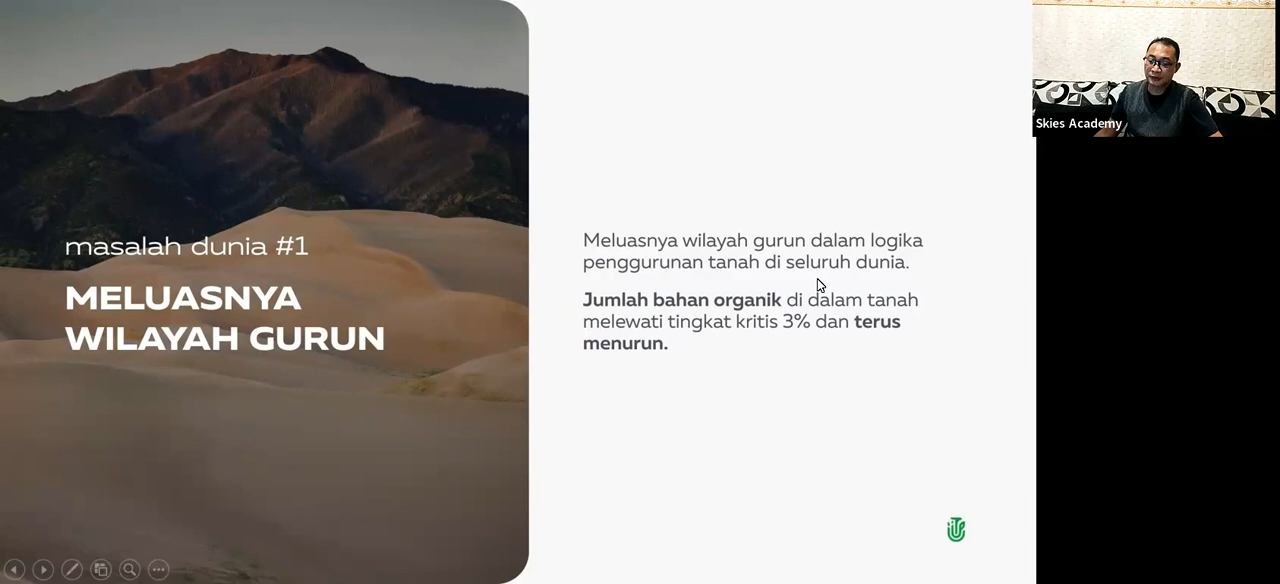 masalah dunia #1
MELUASNYA
WILAYAH GURUN
Meluasnya wilayah gurun dalam logika
penggurunan tanah di seluruh dunia.
Jumlah bahan organik di dalam tanah
melewati tingkat kritis 3% dan terus
menurun.
Skies Academy